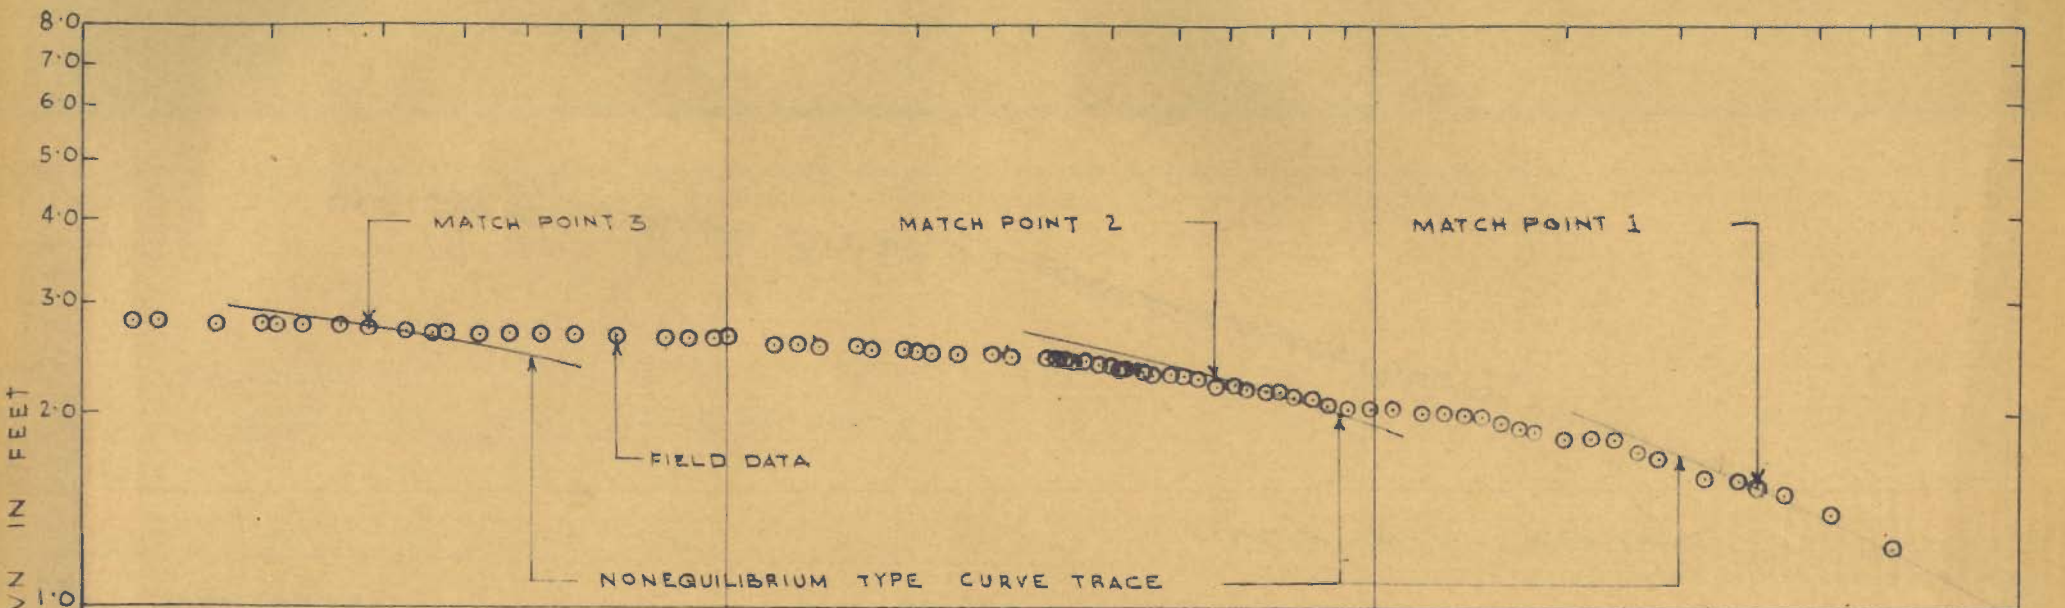 8·0
7·0
6·0
5·0
4·0
3·0
2·0
1·0
MATCH POINT 3
MATCH POINT 2
MATCH POINT 1
FIELD DATA
NONEQUILIBRIUM TYPE CURVE TRACE
IN FEET